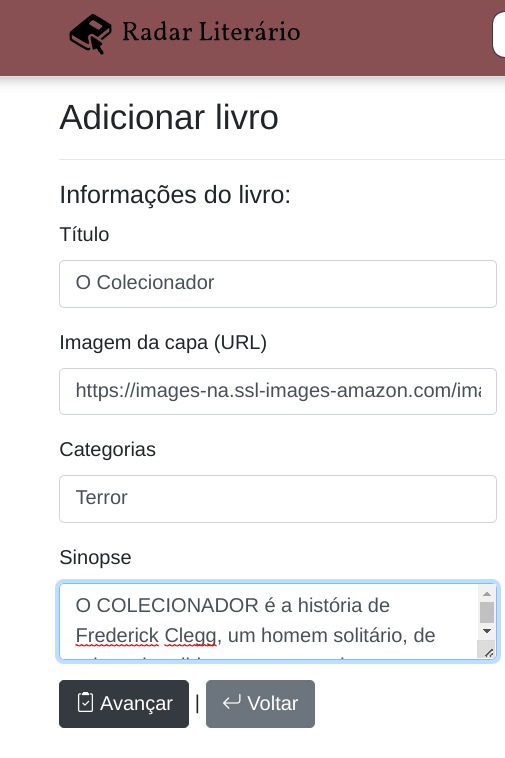 Radar Literário
Adicionar livro
Informações do livro:
Título
O Colecionador
Imagem da capa (URL)
https://images-na.ssl-images-amazon.com/ima
Categorias
Terror
Sinopse
O COLECIONADOR é a história de
Frederick Clegg, um homem solitário, de
Avançar | Voltar